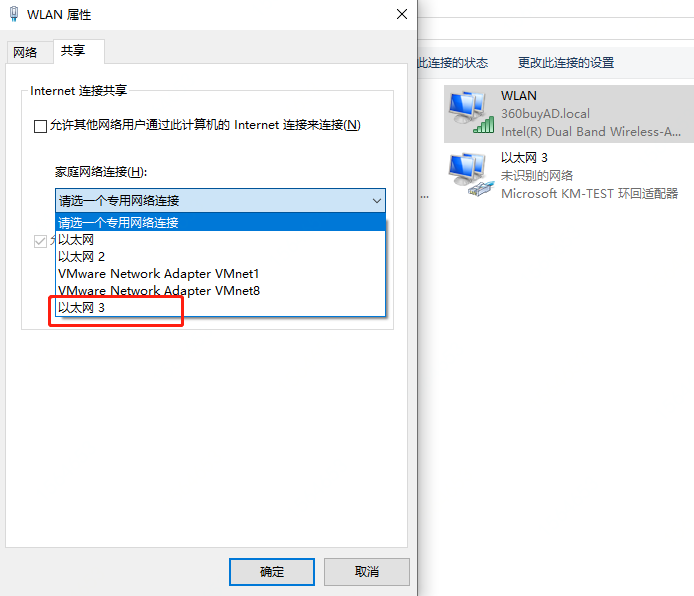 WLAN 属性
网络
共享
Internet 连接共享
允许其他网络用户通过此计算机的 Internet 连接来连接(N)
家庭网络连接(H):
请选一个专用网络连接
请选一个专用网络连接
以太网
以太网 2
VMware Network Adapter VMnet1
VMware Network Adapter VMnet8
以太网 3
确定
取消
此连接的状态
更改此连接的设置
WLAN
360buyAD.local
Intel(R) Dual Band Wireless-A...
以太网 3
未识别的网络
...
Microsoft KM-TEST 环回适配器